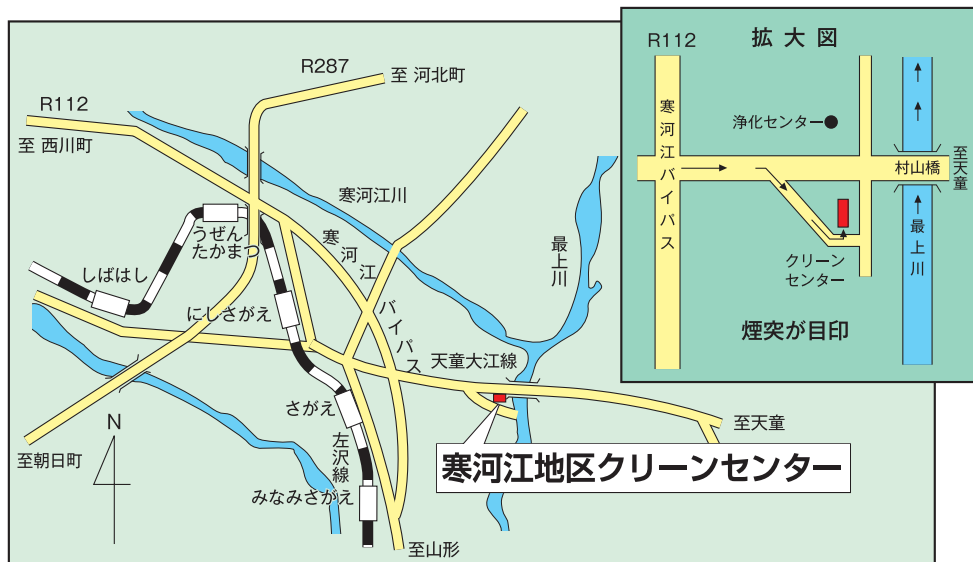 R287
至 河北町
R112
至 西川町
寒河江川
うぜん
たかまつ
しばはし
寒河江バイパス
最上川
にしさがえ
天童大江線
さがえ
左沢線
至天童
至朝日町
N
みなみさがえ
寒河江地区クリーンセンター
至山形
R112
拡大図
寒河江バイパス
浄化センター
至天童
村山橋
最上川
クリーン
センター
煙突が目印